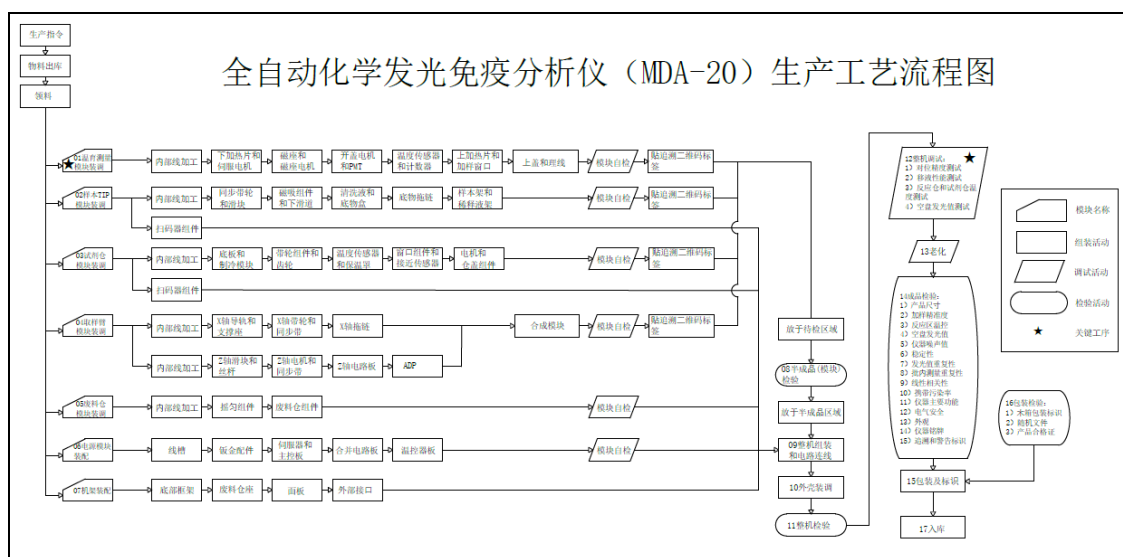 生产指令
物料出库
领料
全自动化学发光免疫分析仪（MDA-20）生产工艺流程图
01温育测量
模块装调
内部线加工
下加热片和
伺服电机
磁座和
磁座电机
开盖电机
和PMT
温度传感器
和计数器
上加热片和
加样窗口
上盖和理线
模块自检
贴追溯二维码标
签
02样本TIP
模块装调
内部线加工
同步带轮
和滑块
磁吸组件
和下滑道
清洗液和
底物盒
底物拖链
样本架和
稀释液架
模块自检
贴追溯二维码标
签
扫码器组件
03试剂仓
模块装调
内部线加工
底板和
制冷模块
带轮组件和
齿轮
温度传感器
和保温罩
窗口组件和
接近传感器
电机和
仓盖组件
模块自检
贴追溯二维码标
签
扫码器组件
04取样臂
模块装调
内部线加工
X轴导轨和
支撑座
X轴带轮和
同步带
X轴拖链
合成模块
模块自检
贴追溯二维码标
签
内部线加工
Z轴滑块和
丝杆
Z轴电机和
同步带
Z轴电路板
ADP
05废料仓
模块装调
内部线加工
摇匀组件
废料仓组件
模块自检
06电源模块
装配
线槽
钣金配件
伺服器和
主控板
合并电路板
温控器板
模块自检
07机架装配
底部框架
废料仓座
面板
外部接口
放于待检区域
08半成品(模块)
检验
放于半成品区域
09整机组装
和电路连线
10外壳装调
11整机检验
12整机调试：
1）对位精度测试
2）移液性能测试
3）反应仓和试剂仓温
度测试
4）空盘发光值测试
13老化
14成品检验：
1）产品尺寸
2）加样精准度
3）反应区温控
4）空盘发光值
5）仪器噪声值
6）稳定性
7）发光值重复性
8）批内测量重复性
9）线性相关性
10）携带污染率
11）仪器主要功能
12）电气安全
13）外观
14）仪器铭牌
15）追溯和警告标识
15包装及标识
17入库
16包装检验：
1）木箱包装标识
2）随机文件
3）产品合格证
模块名称
组装活动
调试活动
检验活动
关键工序